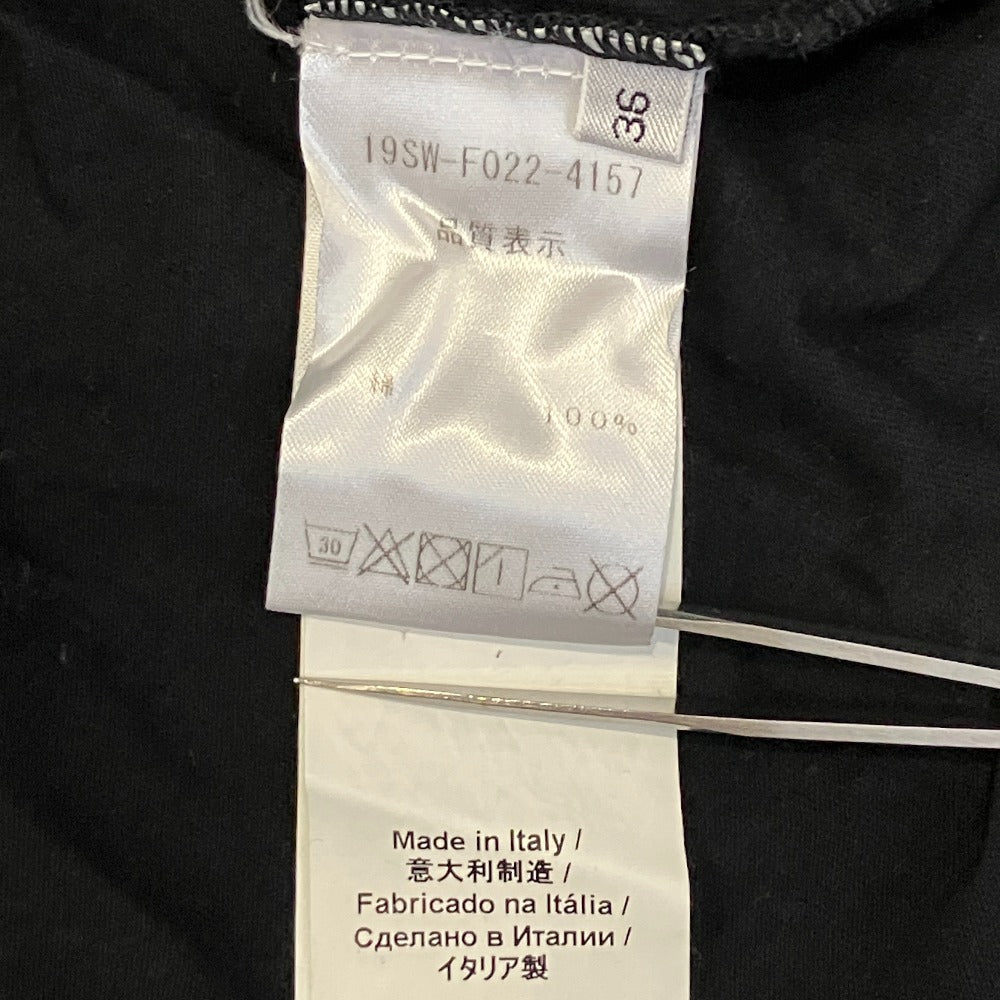 36
19SW-F022-4157
品質表示
綿 100%
30
Made in Italy /
意大利制造 /
Fabricado na Itália /
Сделано в Италии /
イタリア製